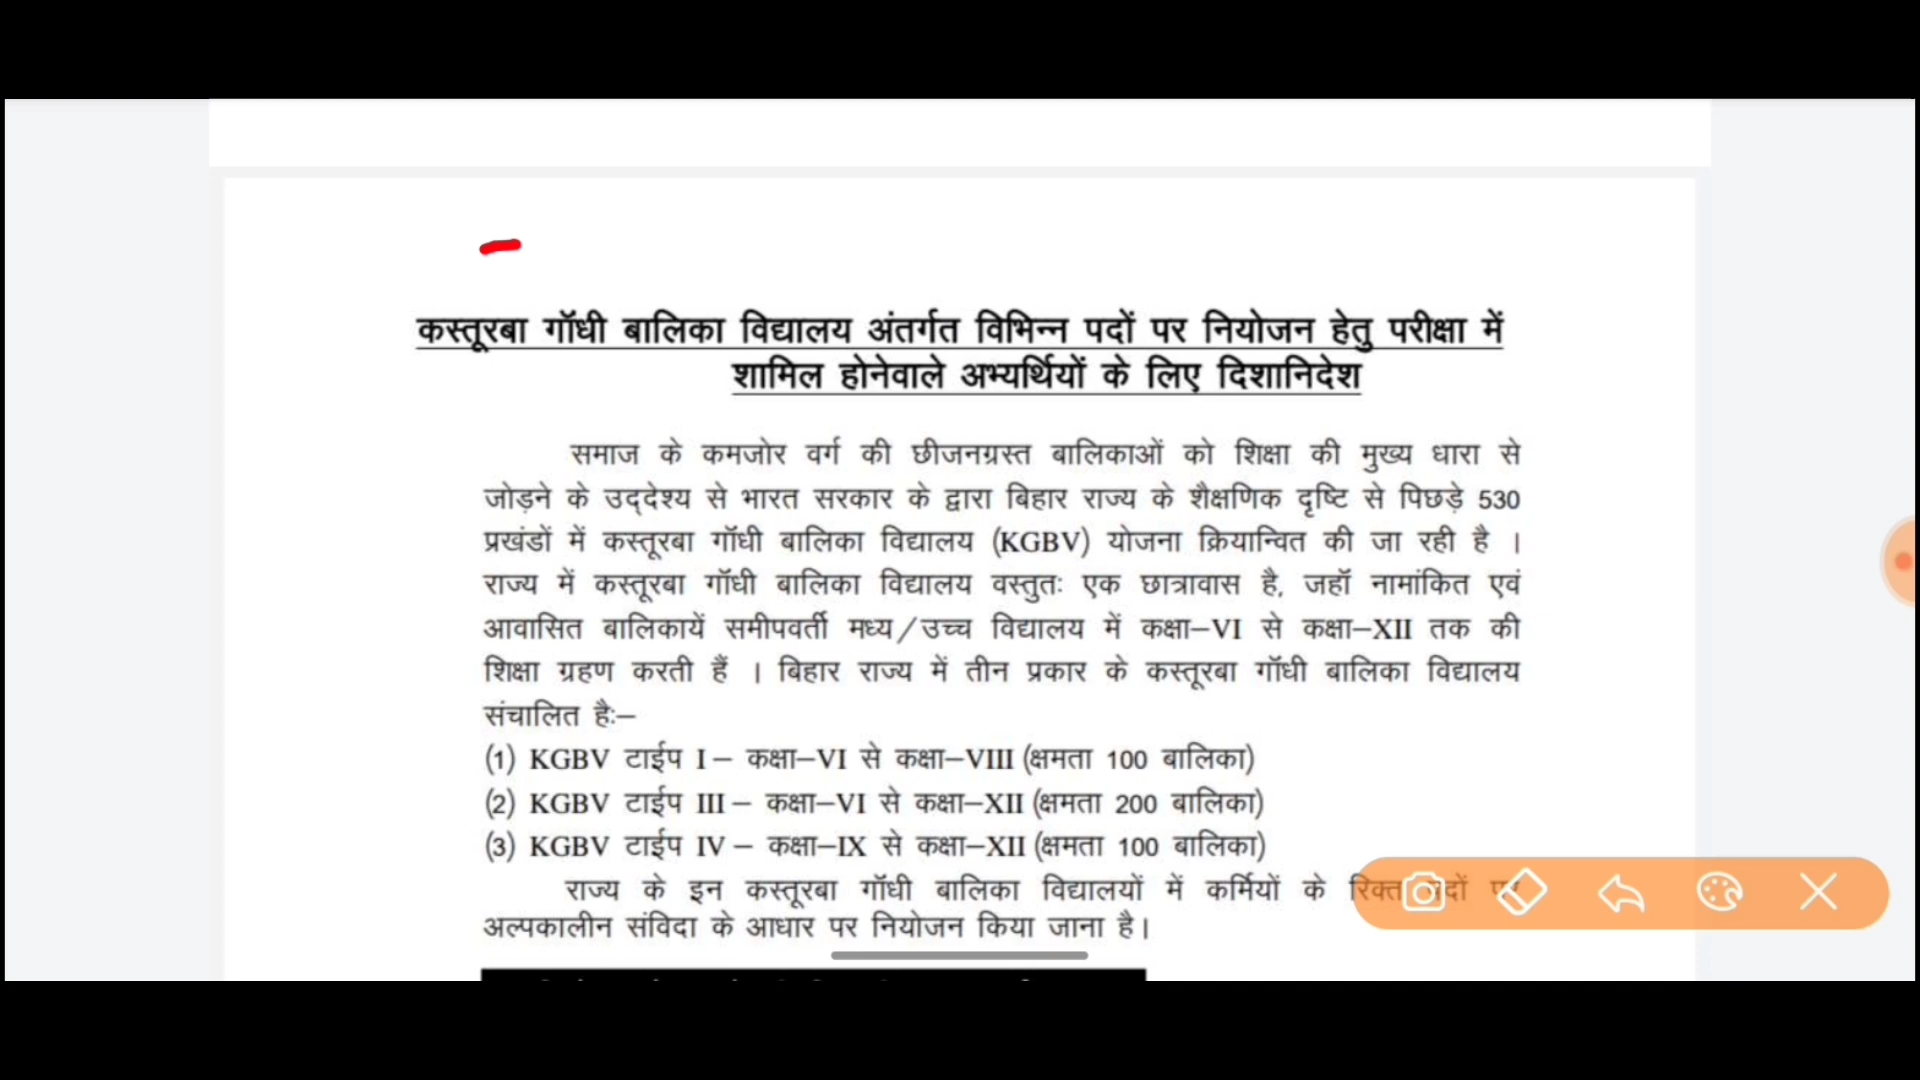 कस्तूरबा गॉधी बालिका विद्यालय अंतर्गत विभिन्न पदों पर नियोजन हेतु परीक्षा में
शामिल होनेवाले अभ्यर्थियों के लिए दिशानिदेश
समाज के कमजोर वर्ग की छीजनग्रस्त बालिकाओं को शिक्षा की मुख्य धारा से
जोड़ने के उद्देश्य से भारत सरकार के द्वारा बिहार राज्य के शैक्षणिक दृष्टि से पिछड़े 530
प्रखंडों में कस्तूरबा गॉधी बालिका विद्यालय (KGBV) योजना क्रियान्वित की जा रही है ।
राज्य में कस्तूरबा गॉधी बालिका विद्यालय वस्तुतः एक छात्रावास है, जहॉ नामांकित एवं
आवासित बालिकायें समीपवर्ती मध्य/उच्च विद्यालय में कक्षा–VI से कक्षा–XII तक की
शिक्षा ग्रहण करती हैं । बिहार राज्य में तीन प्रकार के कस्तूरबा गॉधी बालिका विद्यालय
संचालित हैः–
(1) KGBV टाईप I – कक्षा–VI से कक्षा–VIII (क्षमता 100 बालिका)
(2) KGBV टाईप III – कक्षा–VI से कक्षा–XII (क्षमता 200 बालिका)
(3) KGBV टाईप IV – कक्षा–IX से कक्षा–XII (क्षमता 100 बालिका)
राज्य के इन कस्तूरबा गॉधी बालिका विद्यालयों में कर्मियों के रिक्त पदों पर
अल्पकालीन संविदा के आधार पर नियोजन किया जाना है।